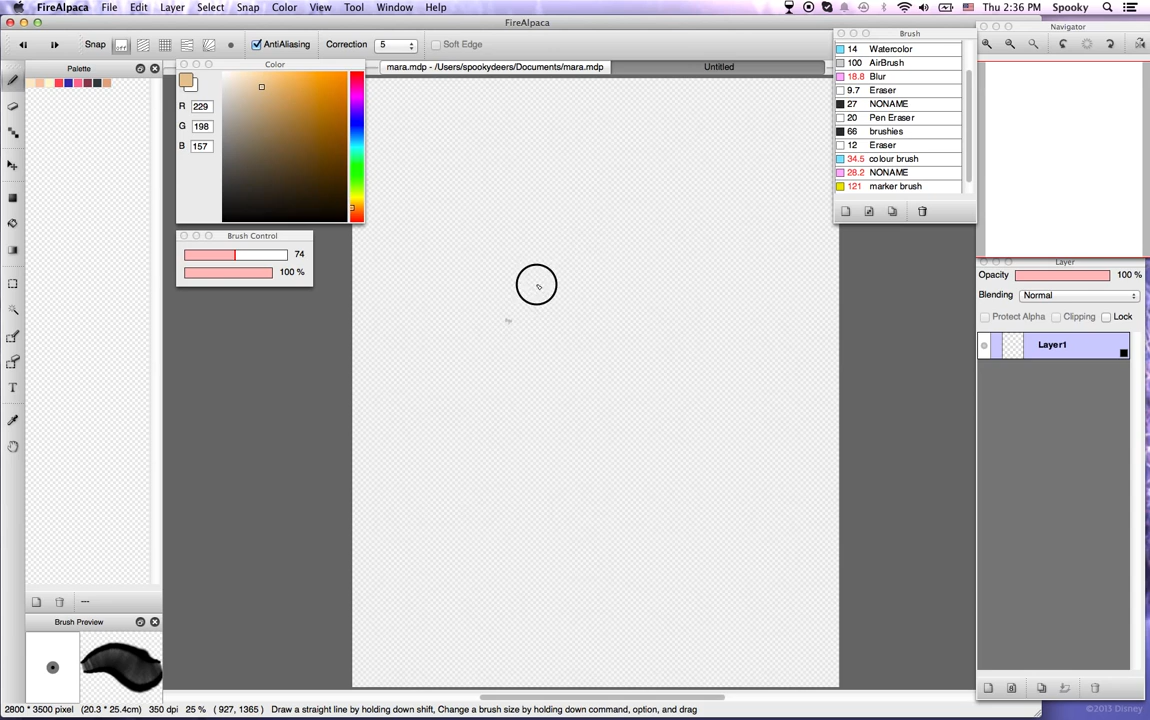 FireAlpaca File Edit Layer Select Snap Color View Tool Window Help Thu 2:36 PM Spooky
FireAlpaca
Snap AntiAliasing Correction 5 Soft Edge
Palette
Color
mara.mdp - /Users/spookydeers/Documents/mara.mdp Untitled
R 229
G 198
B 157
Brush Control
74
100 %
Brush
14 Watercolor
100 AirBrush
18.8 Blur
9.7 Eraser
27 NONAME
20 Pen Eraser
66 brushies
12 Eraser
34.5 colour brush
28.2 NONAME
121 marker brush
Navigator
Layer
Opacity 100 %
Blending Normal
Protect Alpha Clipping Lock
Layer1
Brush Preview
2800 * 3500 pixel (20.3 * 25.4cm) 350 dpi 25 % ( 927, 1365) Draw a straight line by holding down shift, Change a brush size by holding down command, option, and drag
©2013 Disney